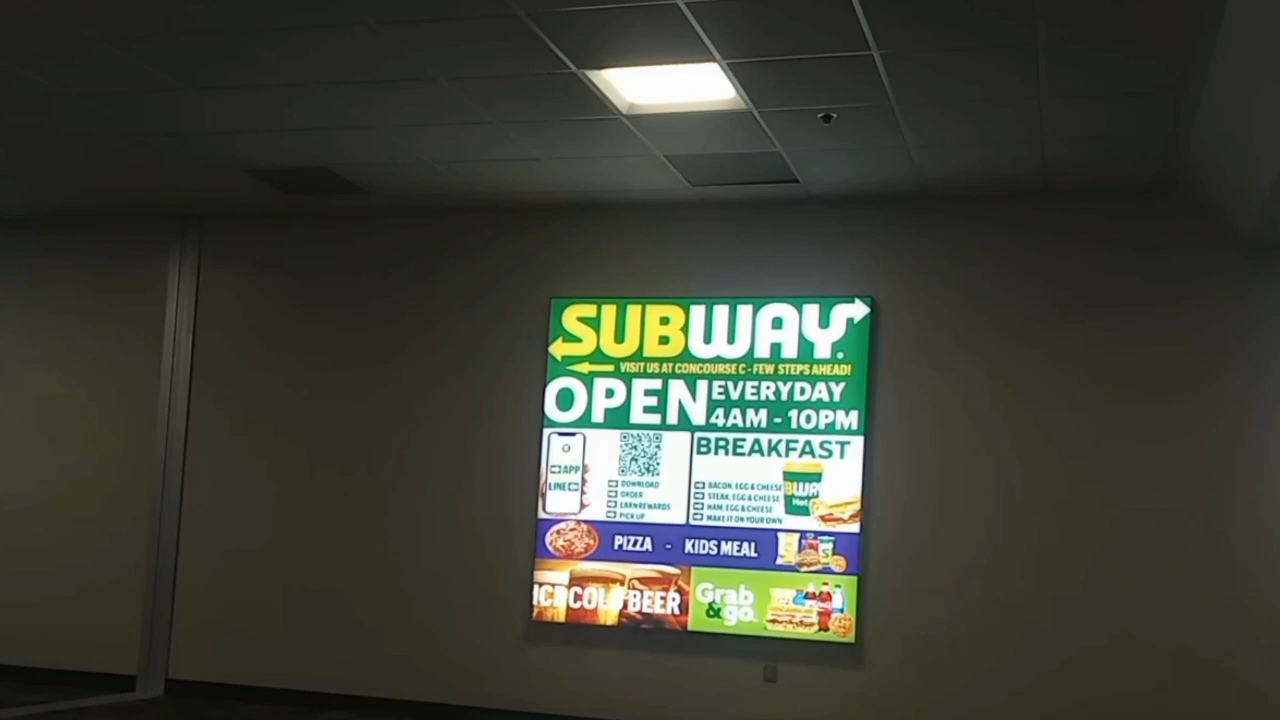 SUBWAY
VISIT US AT CONCOURSE C - FEW STEPS AHEAD!
OPEN EVERYDAY
4AM - 10PM
APP
LINE
DOWNLOAD
ORDER
EARN REWARDS
PICK UP
BREAKFAST
BACON, EGG & CHEESE
STEAK, EGG & CHEESE
HAM, EGG & CHEESE
MAKE IT ON YOUR OWN
PIZZA - KIDS MEAL
ICE COLD BEER
Grab
& go